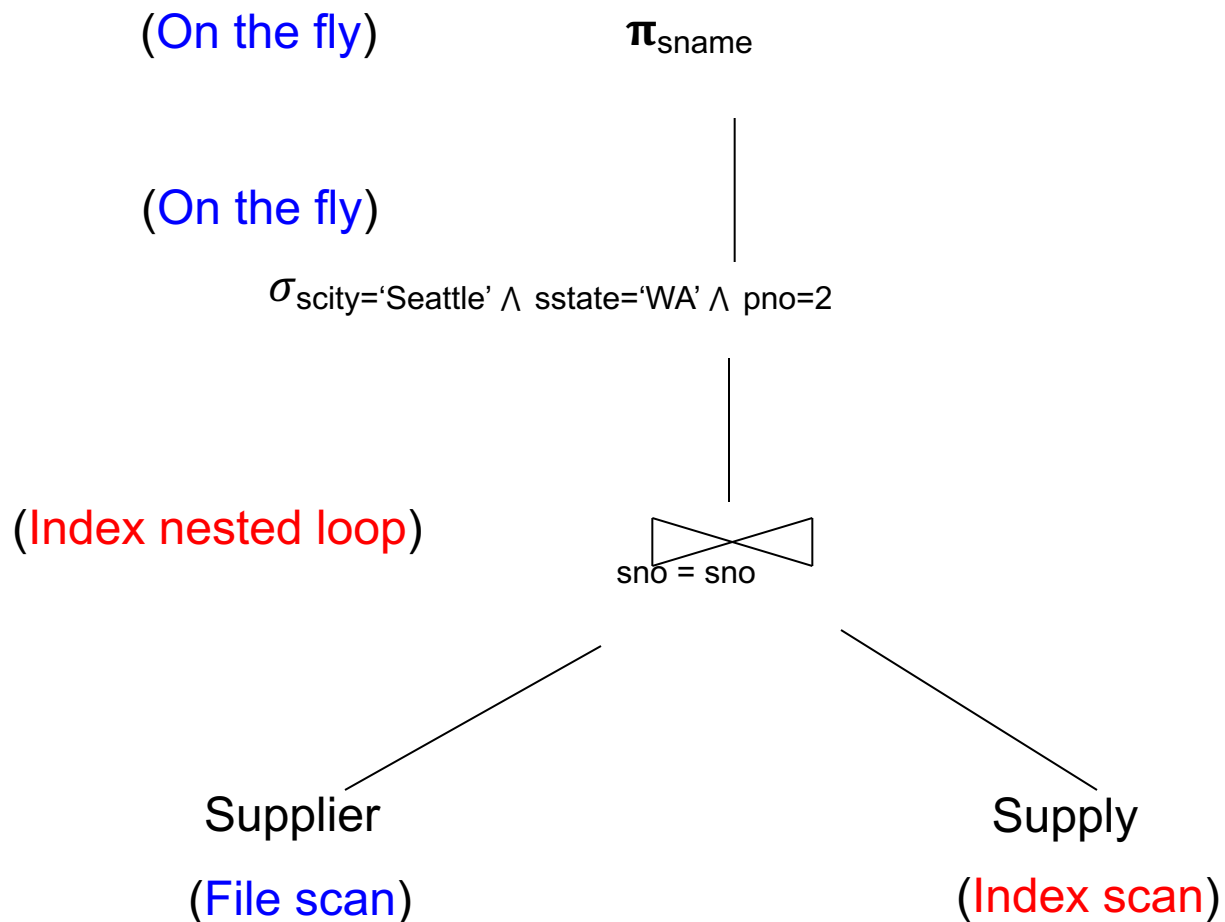 (On the fly) 𝛑sname
(On the fly)
σscity=‘Seattle’ ∧ sstate=‘WA’ ∧ pno=2
(Index nested loop)
sno = sno
Supplier Supply
(File scan) (Index scan)